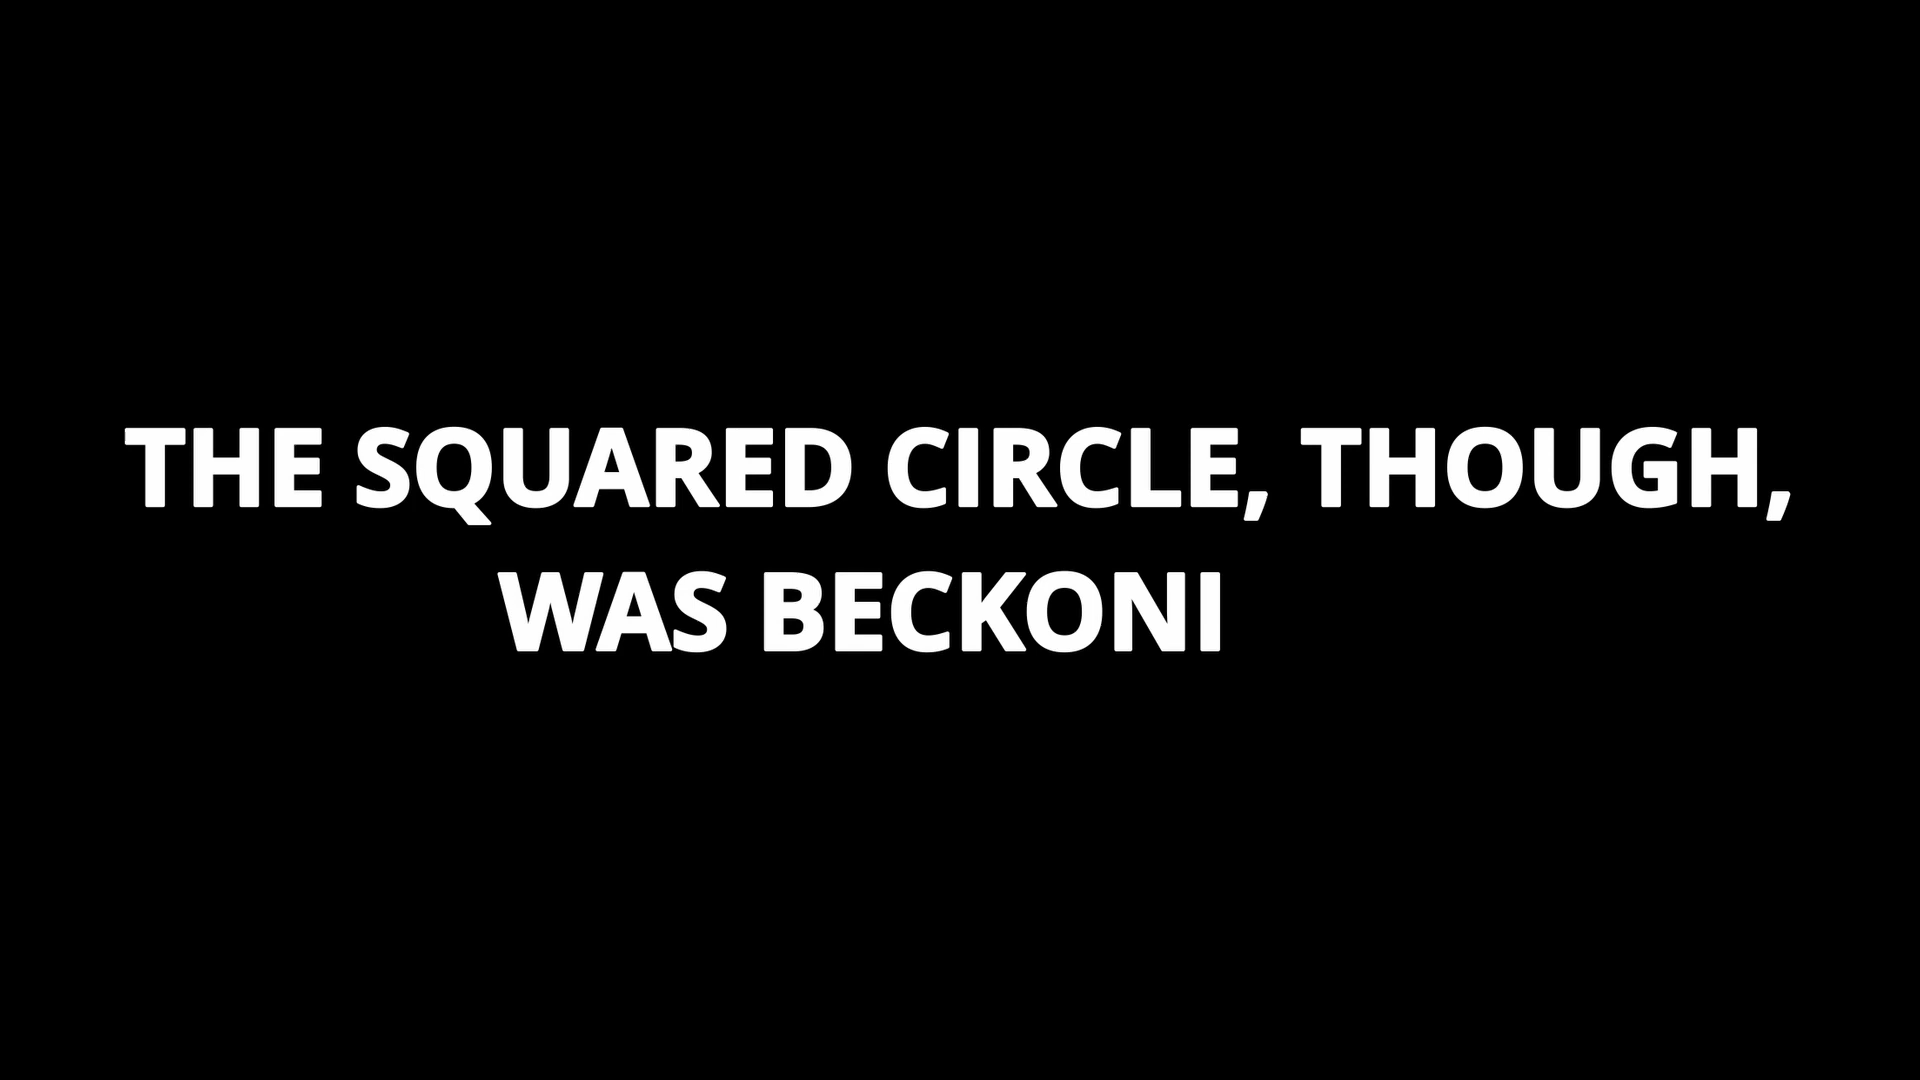 THE SQUARED CIRCLE, THOUGH,
WAS BECKONI